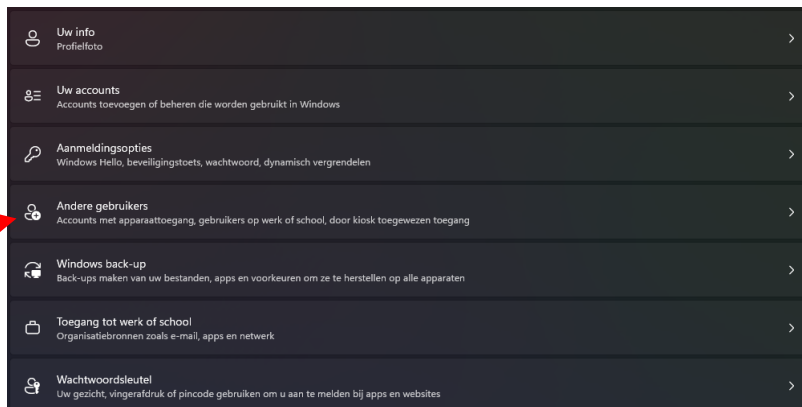 Uw info
Profielfoto
Uw accounts
Accounts toevoegen of beheren die worden gebruikt in Windows
Aanmeldingsopties
Windows Hello, beveiligingstoets, wachtwoord, dynamisch vergrendelen
Andere gebruikers
Accounts met apparaattoegang, gebruikers op werk of school, door kiosk toegewezen toegang
Windows back-up
Back-ups maken van uw bestanden, apps en voorkeuren om ze te herstellen op alle apparaten
Toegang tot werk of school
Organisatiebronnen zoals e-mail, apps en netwerk
Wachtwoordsleutel
Uw gezicht, vingerafdruk of pincode gebruiken om u aan te melden bij apps en websites